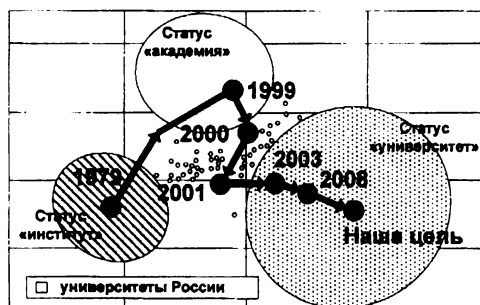 Статус
«академия»
1999
2000
Статус
«университет»
1979
2003
2008
2001
Статус
«институт»
Наша цель
университеты России